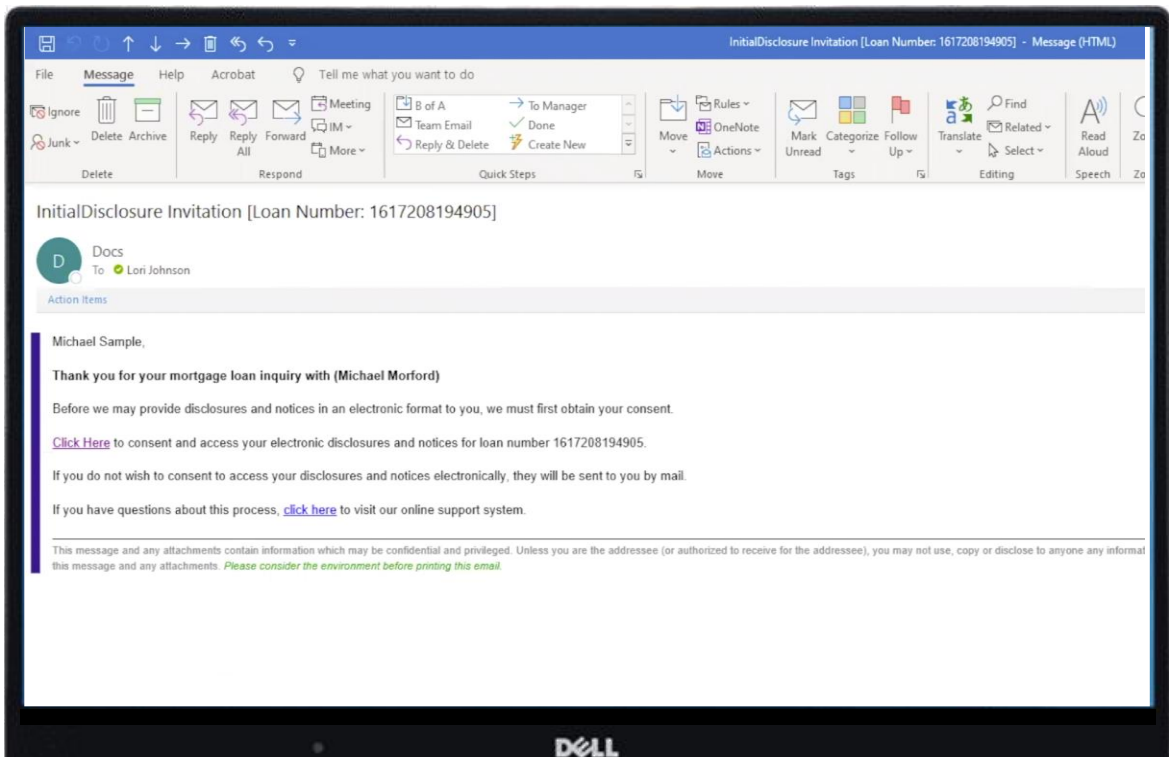 InitialDisclosure Invitation [Loan Number: 1617208194905] - Message (HTML)
File Message Help Acrobat Tell me what you want to do
Ignore
Junk
Delete
Archive
Reply
Reply All
Forward
Meeting
IM
More
B of A
Team Email
Reply & Delete
To Manager
Done
Create New
Move
Rules
OneNote
Actions
Mark Unread
Categorize
Follow Up
Translate
Find
Related
Select
Read Aloud
Zo
Delete Respond Quick Steps Move Tags Editing Speech Zo
InitialDisclosure Invitation [Loan Number: 1617208194905]
D
Docs
To Lori Johnson
Action Items
Michael Sample,
Thank you for your mortgage loan inquiry with (Michael Morford)
Before we may provide disclosures and notices in an electronic format to you, we must first obtain your consent.
Click Here to consent and access your electronic disclosures and notices for loan number 1617208194905.
If you do not wish to consent to access your disclosures and notices electronically, they will be sent to you by mail.
If you have questions about this process, click here to visit our online support system.
This message and any attachments contain information which may be confidential and privileged. Unless you are the addressee (or authorized to receive for the addressee), you may not use, copy or disclose to anyone any informat
this message and any attachments. Please consider the environment before printing this email.
DELL